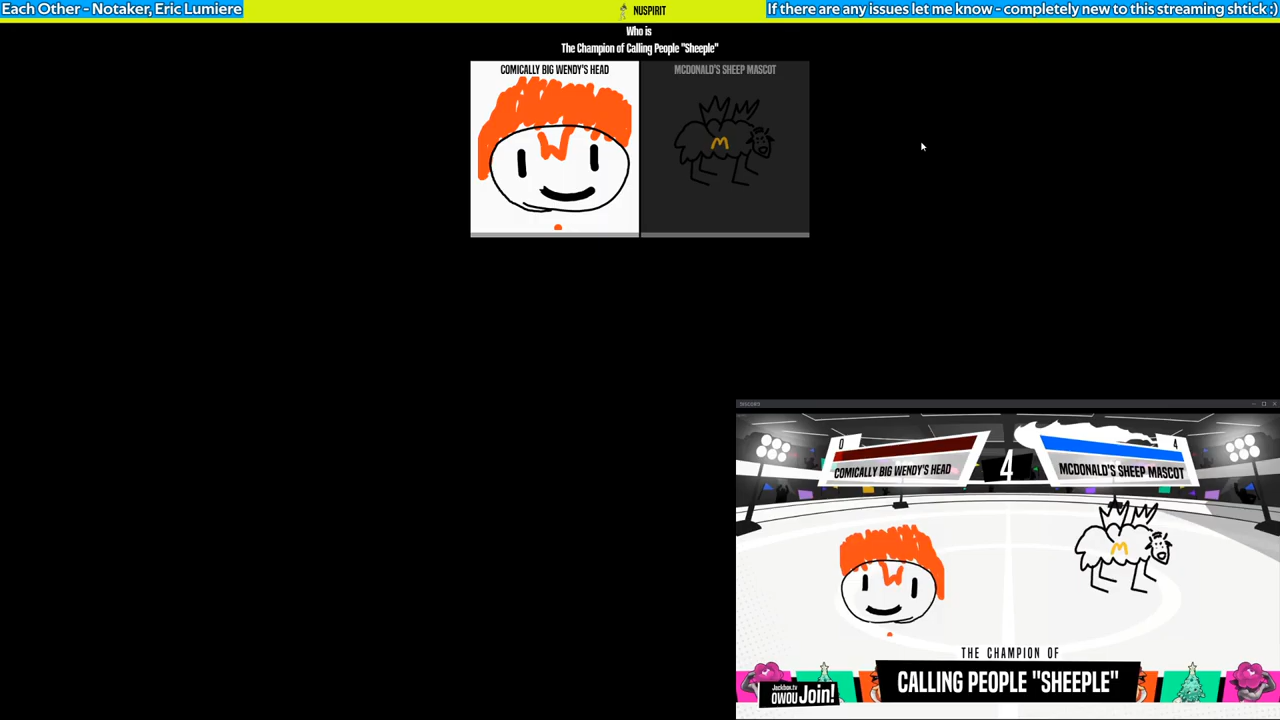 Each Other - Notaker, Eric Lumiere
NUSPIRIT
If there are any issues let me know - completely new to this streaming shtick :)
Who is
The Champion of Calling People "Sheeple"
COMICALLY BIG WENDY'S HEAD
MCDONALD'S SHEEP MASCOT
W
M
DISCORD
0
4
4
COMICALLY BIG WENDY'S HEAD
MCDONALD'S SHEEP MASCOT
W
M
THE CHAMPION OF
CALLING PEOPLE "SHEEPLE"
Jackbox.tv
OWOU Join!